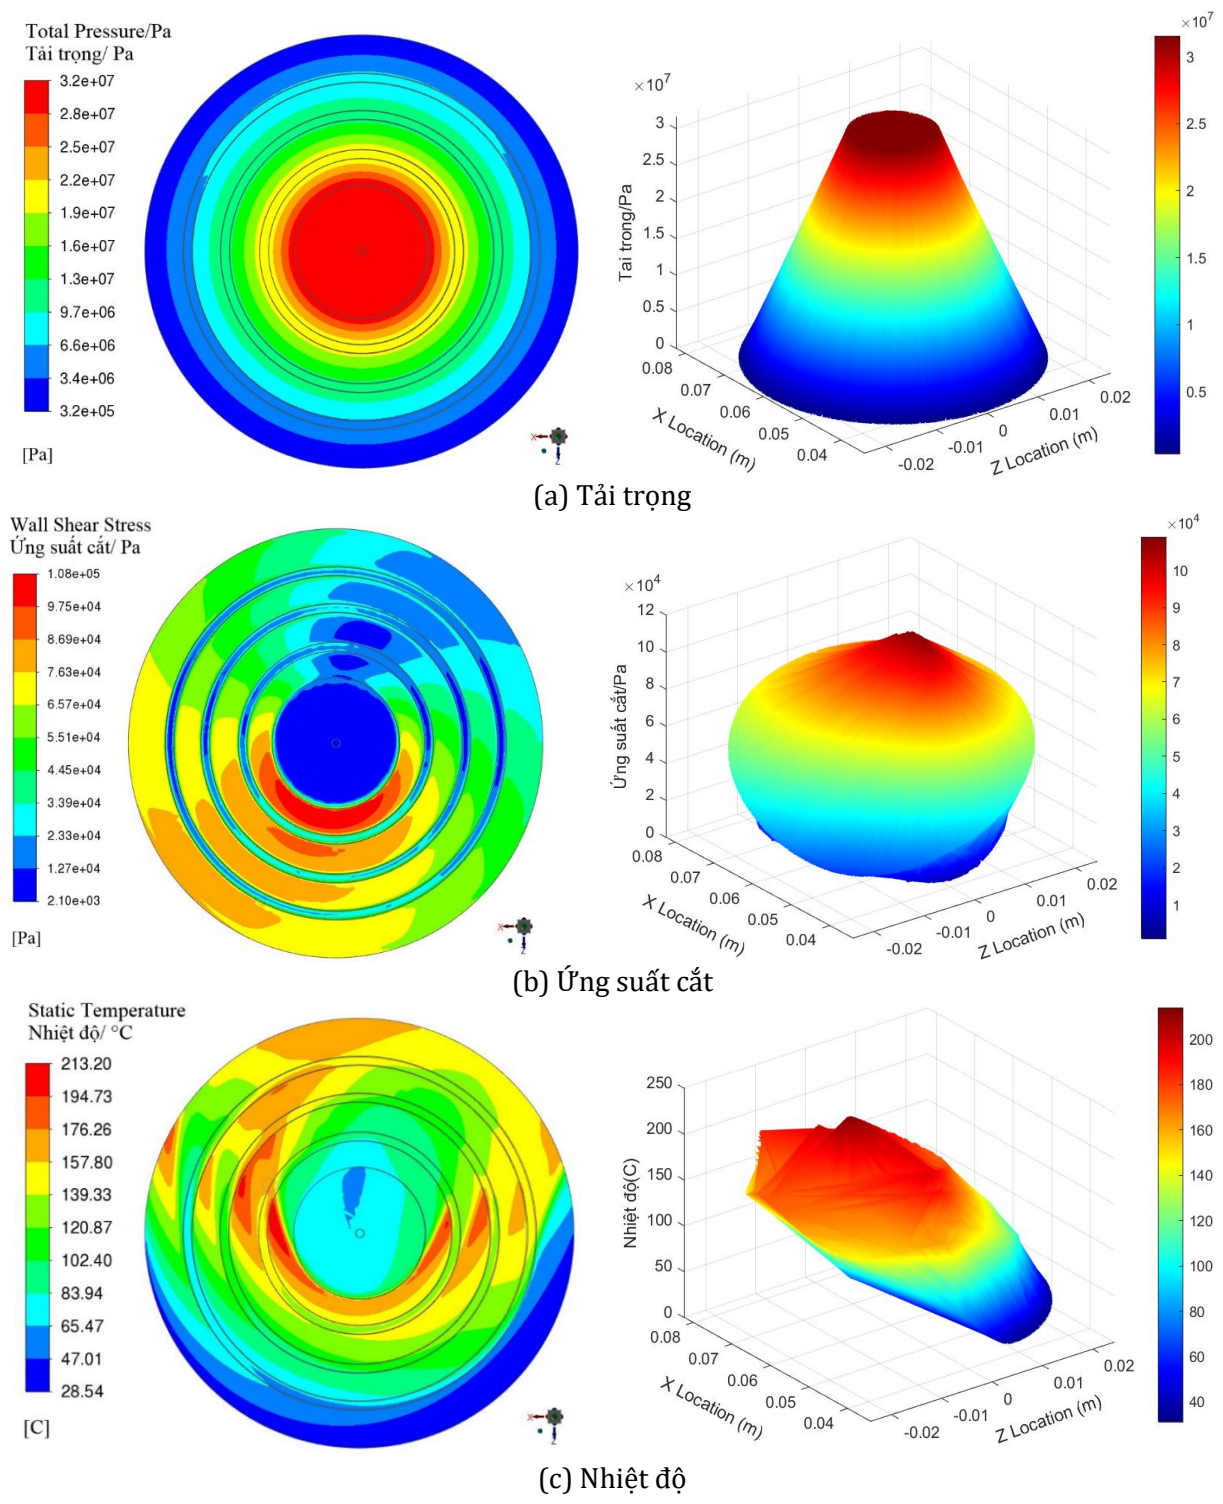 Total Pressure/Pa
Tải trọng/ Pa
3.2e+07
2.8e+07
2.5e+07
2.2e+07
1.9e+07
1.6e+07
1.3e+07
9.7e+06
6.6e+06
3.4e+06
3.2e+05
[Pa]
X
Z
×10⁷
3
2.5
2
1.5
1
0.5
0
Tai trong/Pa
0.08
0.07
0.06
0.05
0.04
X Location (m)
-0.02
-0.01
0
0.01
0.02
Z Location (m)
×10⁷
3
2.5
2
1.5
1
0.5
(a) Tải trọng
Wall Shear Stress
Ứng suất cắt/ Pa
1.08e+05
9.75e+04
8.69e+04
7.63e+04
6.57e+04
5.51e+04
4.45e+04
3.39e+04
2.33e+04
1.27e+04
2.10e+03
[Pa]
X
Z
×10⁴
12
10
8
6
4
2
0
Ứng suất cắt/Pa
0.08
0.07
0.06
0.05
0.04
X Location (m)
-0.02
-0.01
0
0.01
0.02
Z Location (m)
×10⁴
10
9
8
7
6
5
4
3
2
1
(b) Ứng suất cắt
Static Temperature
Nhiệt độ/ °C
213.20
194.73
176.26
157.80
139.33
120.87
102.40
83.94
65.47
47.01
28.54
[C]
X
Z
250
200
150
100
50
0
Nhiệt độ(C)
0.08
0.07
0.06
0.05
0.04
X Location (m)
-0.02
-0.01
0
0.01
0.02
Z Location (m)
200
180
160
140
120
100
80
60
40
(c) Nhiệt độ